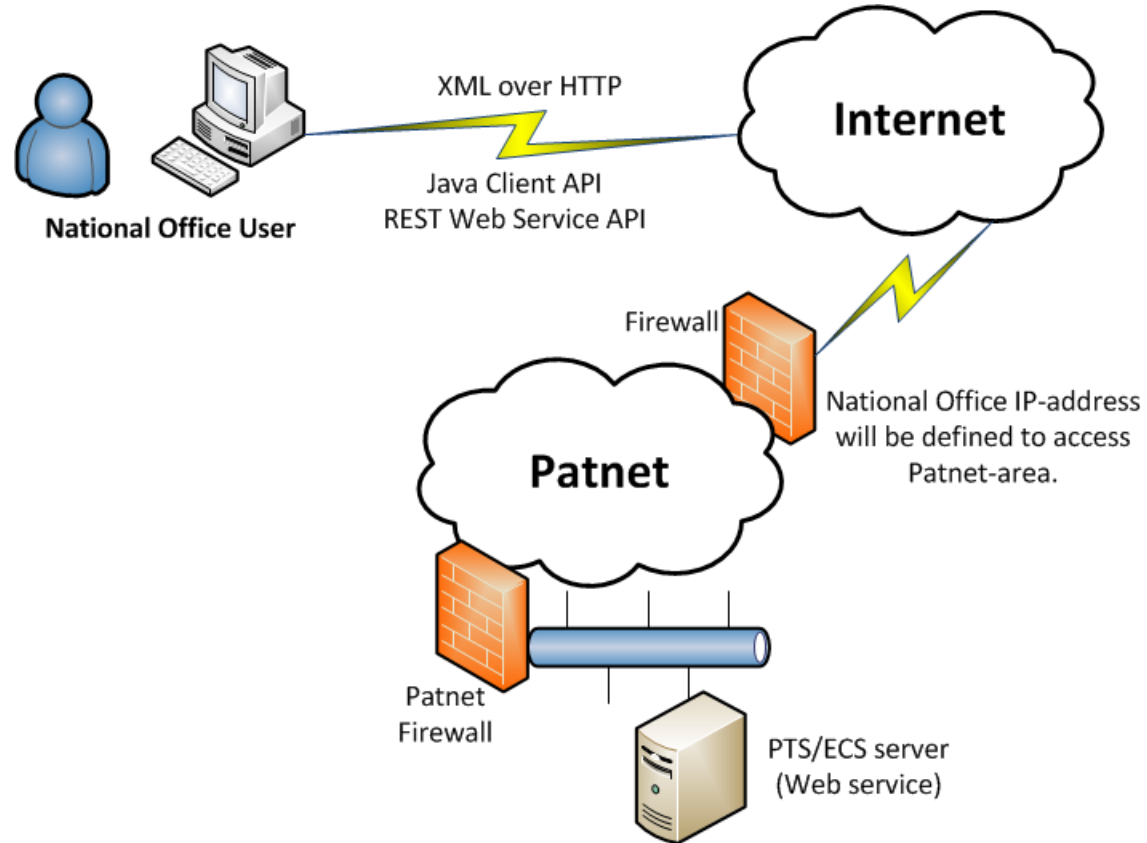 XML over HTTP
Internet
Java Client API
REST Web Service API
National Office User
Firewall
National Office IP-address
will be defined to access
Patnet-area.
Patnet
Patnet
Firewall
PTS/ECS server
(Web service)